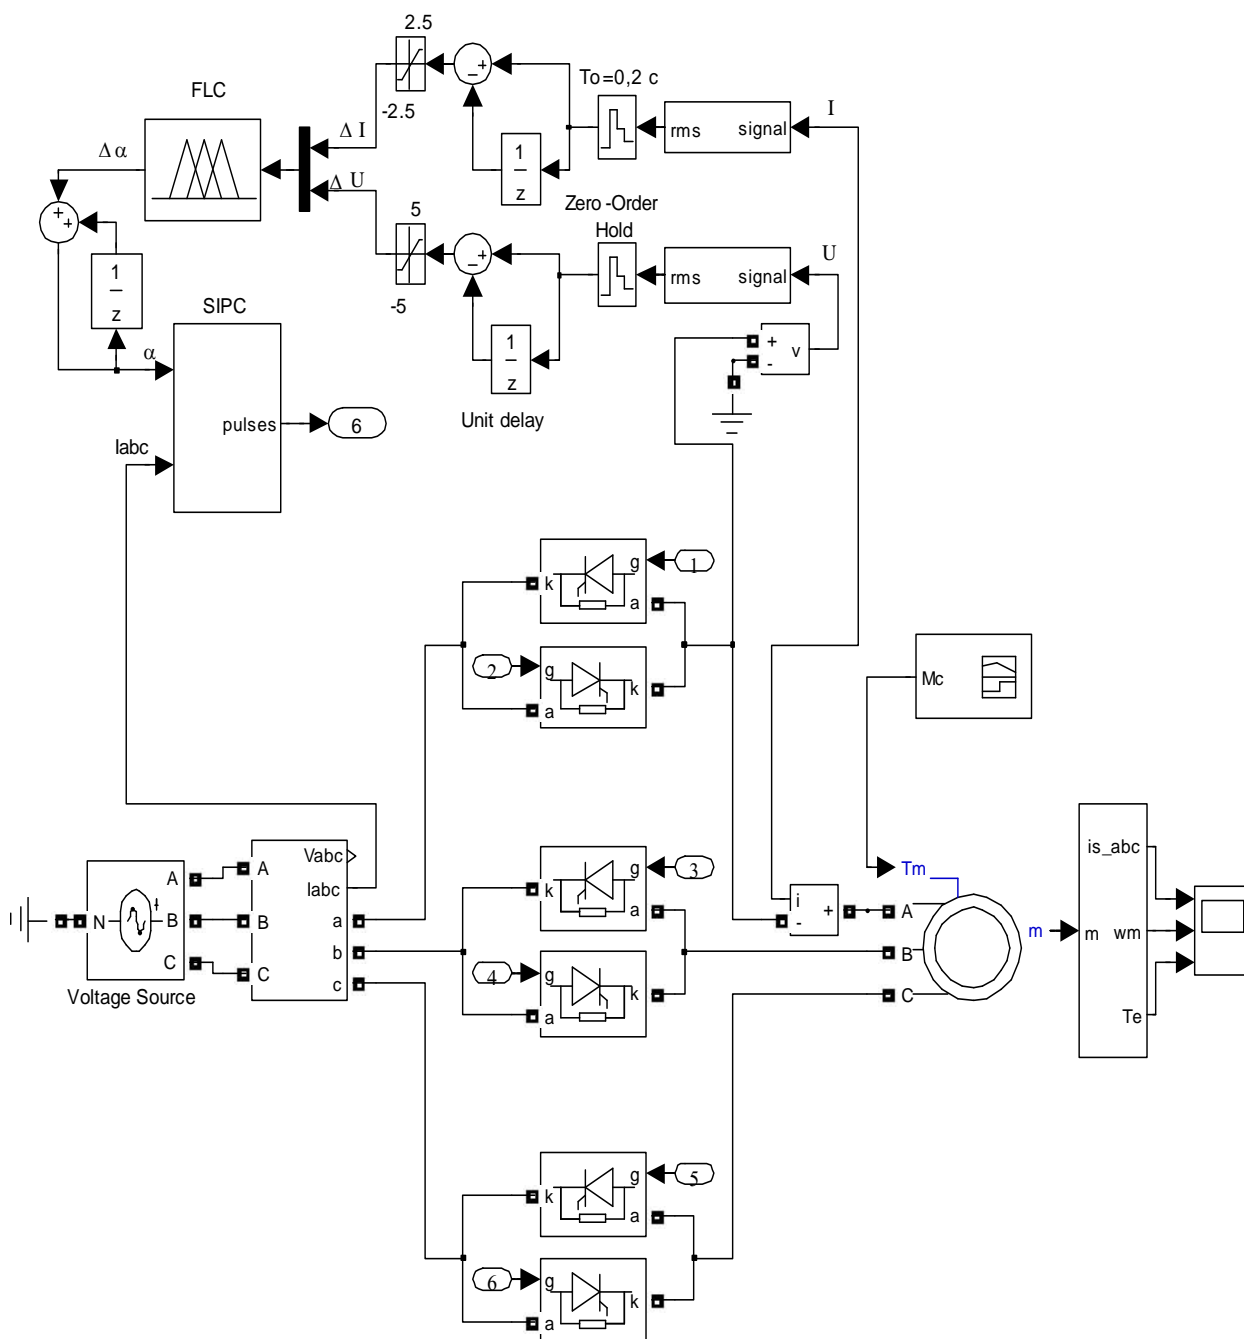 2.5
-2.5
FLC
Δ I
Δ α
Δ U
+
-
+
+
1
z
To=0,2 c
rms
signal
I
1
z
Zero -Order
Hold
5
-5
+
-
rms
signal
U
1
z
Unit delay
SIPC
α
pulses
6
Iabc
+
-
v
g
k
a
1
2
g
k
a
Mc
g
k
a
3
4
g
k
a
Vabc
Iabc
A
B
C
a
b
c
N
A
B
C
Voltage Source
i
+
-
Tm
A
B
C
m
m
is_abc
wm
Te
g
k
a
5
6
g
k
a